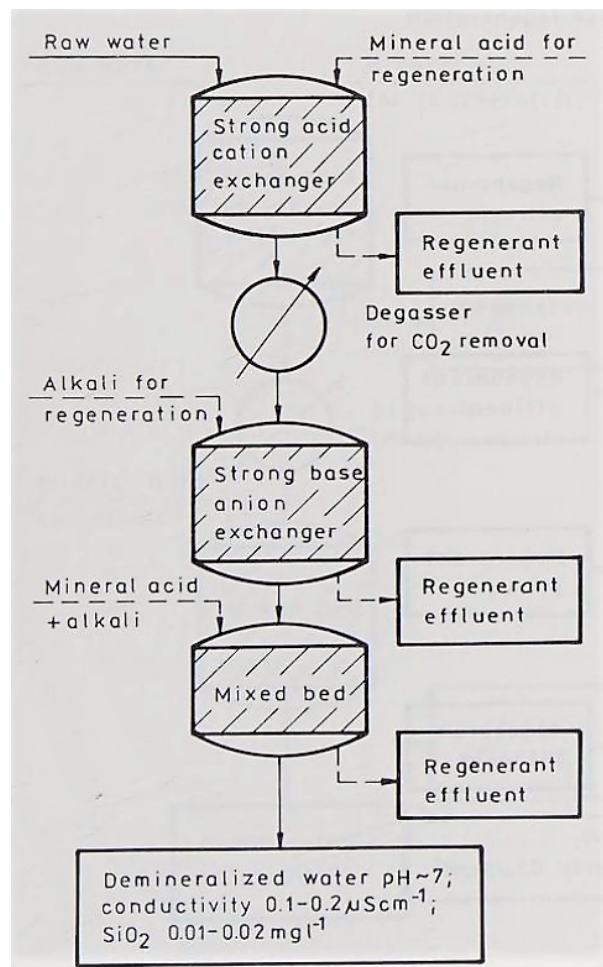 Raw water
Mineral acid for
regeneration
Strong acid
cation
exchanger
Regenerant
effluent
Degasser
for CO₂ removal
Alkali for
regeneration
Strong base
anion
exchanger
Regenerant
effluent
Mineral acid
+alkali
Mixed bed
Regenerant
effluent
Demineralized water pH~7;
conductivity 0.1-0.2μScm⁻¹;
SiO₂ 0.01-0.02mgl⁻¹